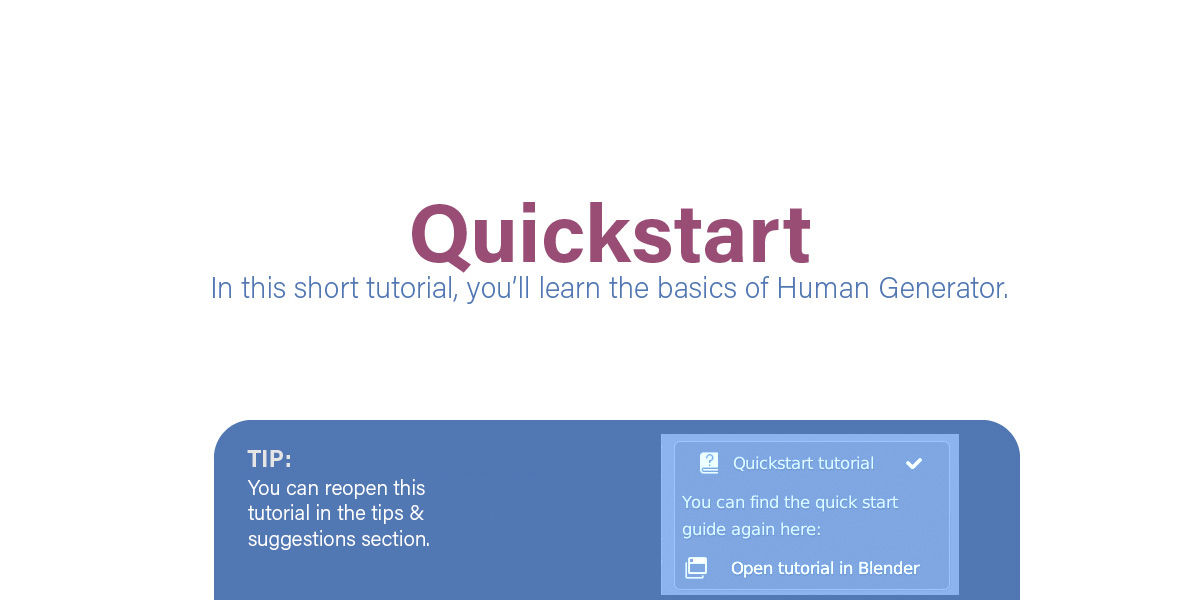 Quickstart
In this short tutorial, you'll learn the basics of Human Generator.
TIP:
You can reopen this
tutorial in the tips &
suggestions section.
Quickstart tutorial
You can find the quick start
guide again here:
Open tutorial in Blender